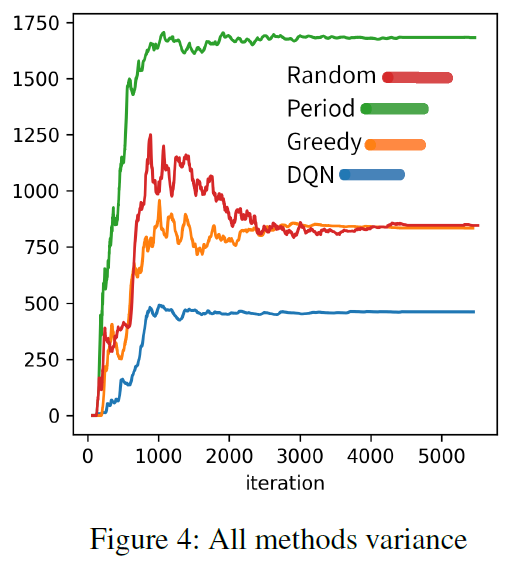 1750
1500
1250
1000
750
500
250
0
Random
Period
Greedy
DQN
0 1000 2000 3000 4000 5000
iteration
Figure 4: All methods variance